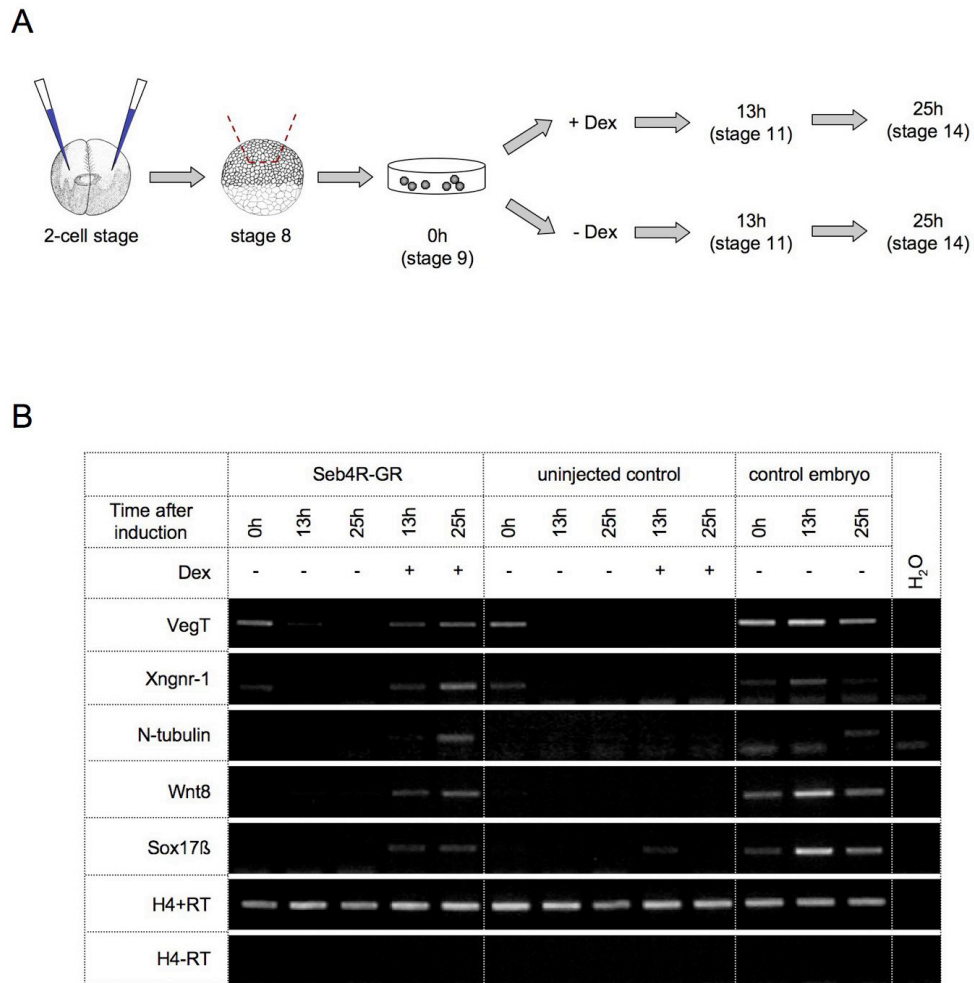 A
2-cell stage
stage 8
0h
(stage 9)
+ Dex
13h
(stage 11)
25h
(stage 14)
- Dex
13h
(stage 11)
25h
(stage 14)
B
Seb4R-GR uninjected control control embryo
Time after induction 0h 13h 25h 13h 25h 0h 13h 25h 13h 25h 0h 13h 25h H₂O
Dex - - - + + - - - + + - - -
VegT
Xngnr-1
N-tubulin
Wnt8
Sox17ß
H4+RT
H4-RT